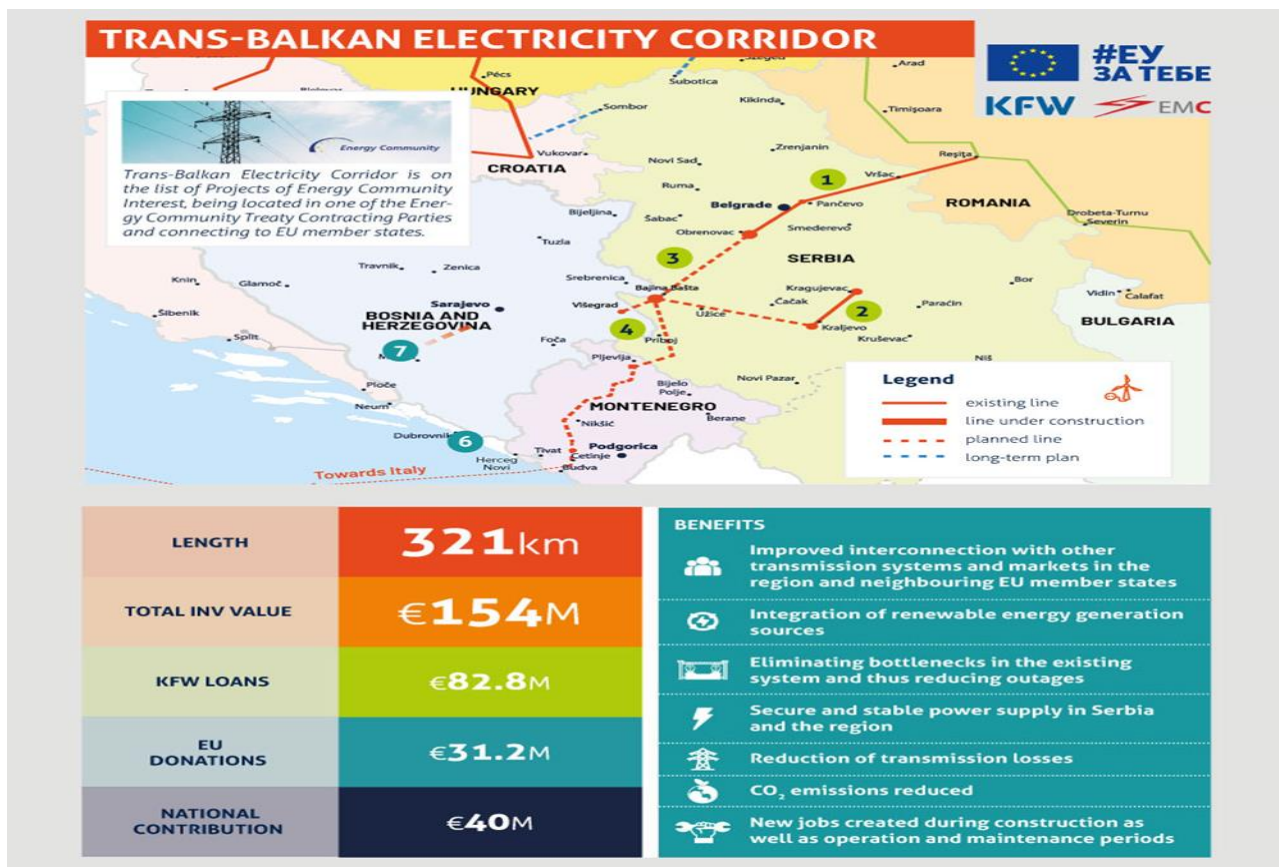 TRANS-BALKAN ELECTRICITY CORRIDOR
#ЕУ
ЗА ТЕБЕ
KFW
EMC
Energy Community
Trans-Balkan Electricity Corridor is on
the list of Projects of Energy Community
Interest, being located in one of the Ener-
gy Community Treaty Contracting Parties
and connecting to EU member states.
Pécs
HUNGARY
Subotica
Szeged
Arad
Sombor
Kikinda
Timişoara
Vukovar
CROATIA
Novi Sad
Zrenjanin
Reşiţa
Ruma
1
Vršac
Bijeljina
Šabac
Belgrade
Pančevo
ROMANIA
Obrenovac
Smederevo
Drobeta-Turnu
Severin
Tuzla
3
SERBIA
Travnik
Zenica
Srebrenica
Bajina Bašta
Kragujevac
Bor
Knin
Glamoč
Višegrad
Čačak
Paraćin
Vidin
Calafat
Sarajevo
BOSNIA AND
HERZEGOVINA
Užice
2
BULGARIA
Šibenik
4
Kraljevo
Split
7
Foča
Priboj
Kruševac
Pljevlja
Niš
Ploče
Bijelo
Polje
Novi Pazar
Neum
MONTENEGRO
Berane
Nikšić
Dubrovnik
6
Podgorica
Tivat
Cetinje
Herceg
Novi
Budva
Towards Italy
Legend
existing line
line under construction
planned line
long-term plan
LENGTH
321km
TOTAL INV VALUE
€154M
KFW LOANS
€82.8M
EU
DONATIONS
€31.2M
NATIONAL
CONTRIBUTION
€40M
BENEFITS
Improved interconnection with other
transmission systems and markets in the
region and neighbouring EU member states
Integration of renewable energy generation
sources
Eliminating bottlenecks in the existing
system and thus reducing outages
Secure and stable power supply in Serbia
and the region
Reduction of transmission losses
CO₂ emissions reduced
New jobs created during construction as
well as operation and maintenance periods